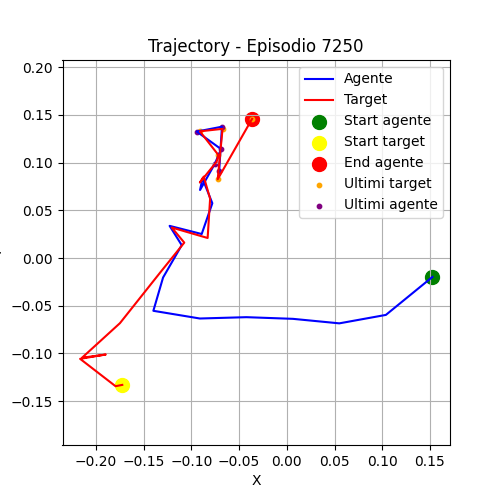 Trajectory - Episodio 7250
0.20
0.15
0.10
0.05
0.00
−0.05
−0.10
−0.15
−0.20
−0.15
−0.10
−0.05
0.00
0.05
0.10
0.15
X
Agente
Target
Start agente
Start target
End agente
Ultimi target
Ultimi agente